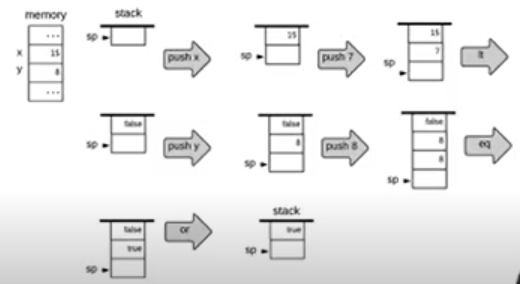 memory stack
...
x 15
y 8
...
sp
push x
15
sp
push 7
15
7
sp
lt
false
sp
push y
false
8
sp
push 8
false
8
8
sp
eq
false
true
sp
or
stack
true
sp